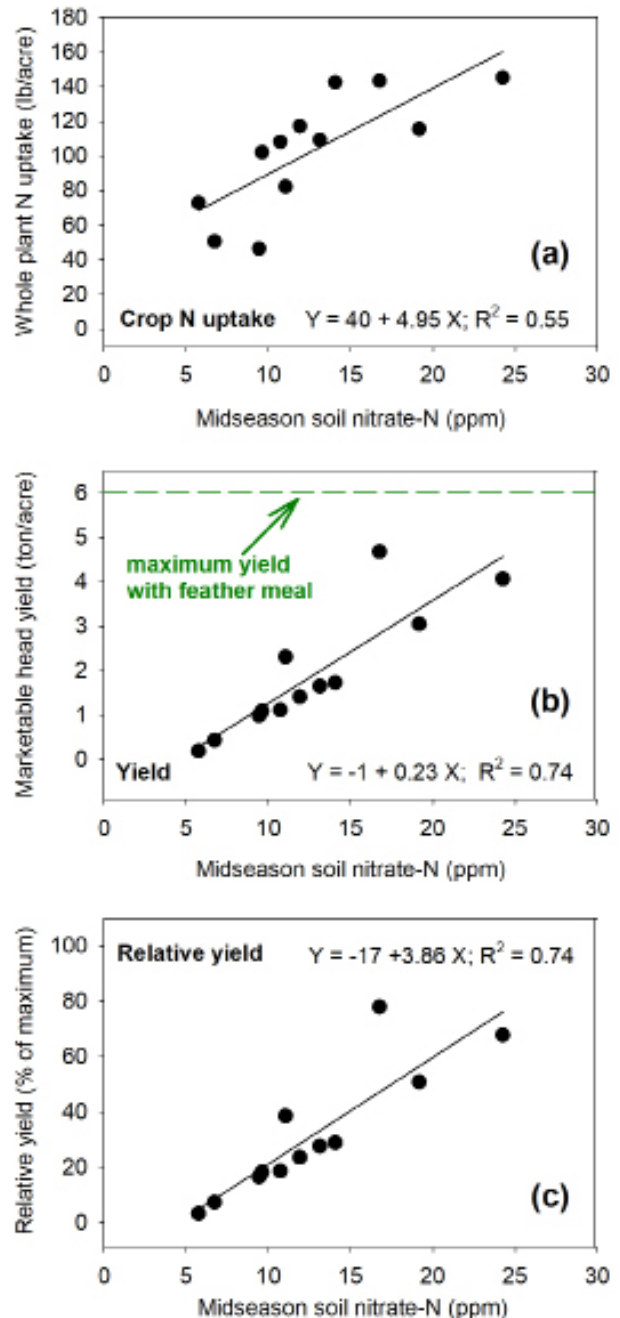 Whole plant N uptake (lb/acre)
180
160
140
120
100
80
60
40
20
0
(a)
Crop N uptake
Y = 40 + 4.95 X; R² = 0.55
0 5 10 15 20 25 30
Midseason soil nitrate-N (ppm)
Marketable head yield (ton/acre)
6
5
4
3
2
1
0
maximum yield
with feather meal
(b)
Yield
Y = -1 + 0.23 X; R² = 0.74
0 5 10 15 20 25 30
Midseason soil nitrate-N (ppm)
Relative yield (% of maximum)
100
80
60
40
20
0
Relative yield
Y = -17 +3.86 X; R² = 0.74
(c)
0 5 10 15 20 25 30
Midseason soil nitrate-N (ppm)